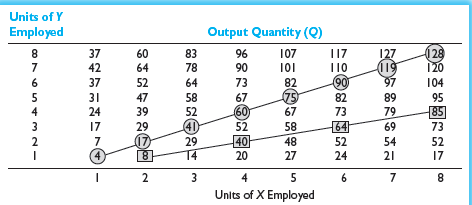 Units of Y
Employed Output Quantity (Q)
8 37 60 83 96 107 117 127 128
7 42 64 78 90 101 110 119 120
6 37 52 64 73 82 90 97 104
5 31 47 58 67 75 82 89 95
4 24 39 52 60 67 73 79 85
3 17 29 41 52 58 64 69 73
2 7 17 29 40 48 52 54 52
1 4 8 14 20 27 24 21 17
1 2 3 4 5 6 7 8
Units of X Employed